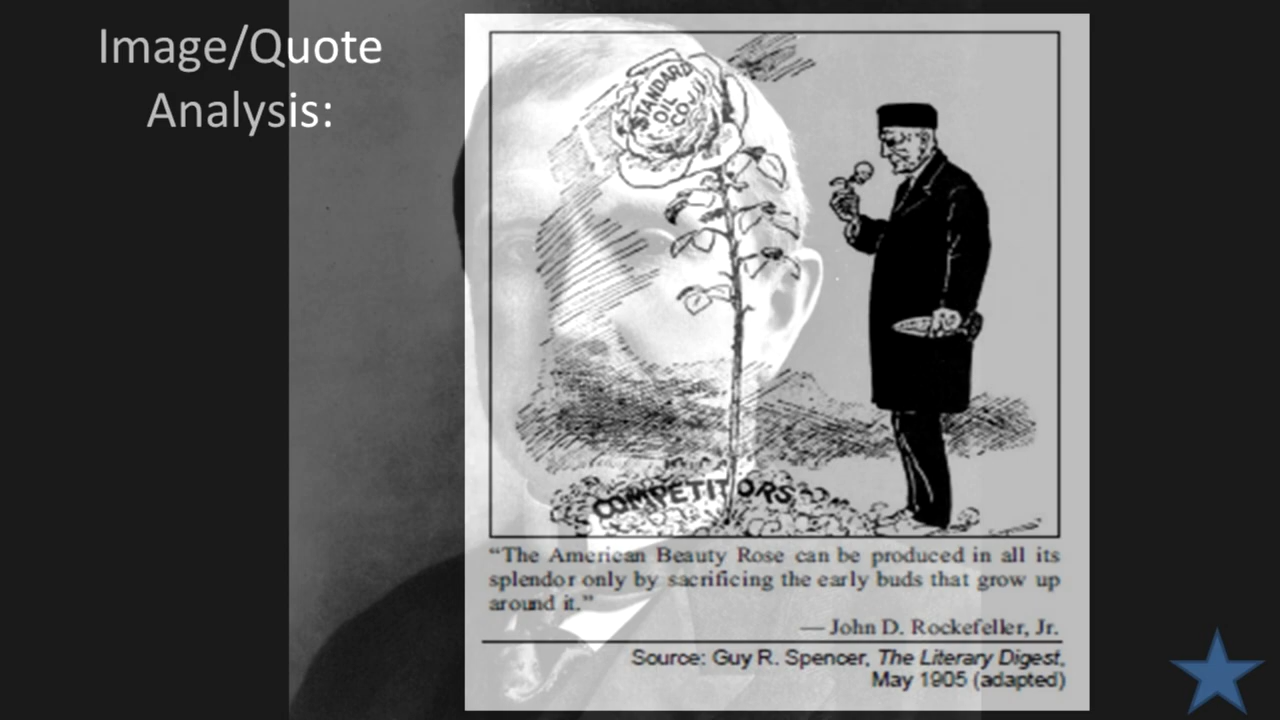 Image/Quote
Analysis:
STANDARD
OIL
CO.
COMPETITORS
“The American Beauty Rose can be produced in all its
splendor only by sacrificing the early buds that grow up
around it.”
— John D. Rockefeller, Jr.
Source: Guy R. Spencer, The Literary Digest,
May 1905 (adapted)